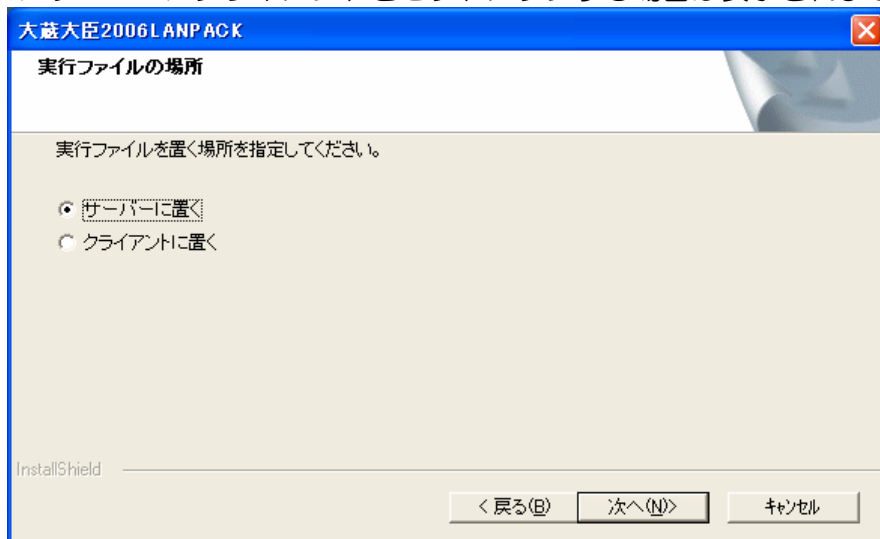 大蔵大臣2006LANPACK
実行ファイルの場所
実行ファイルを置く場所を指定してください。
サーバーに置く
クライアントに置く
InstallShield
< 戻る(B) 次へ(N)> キャンセル